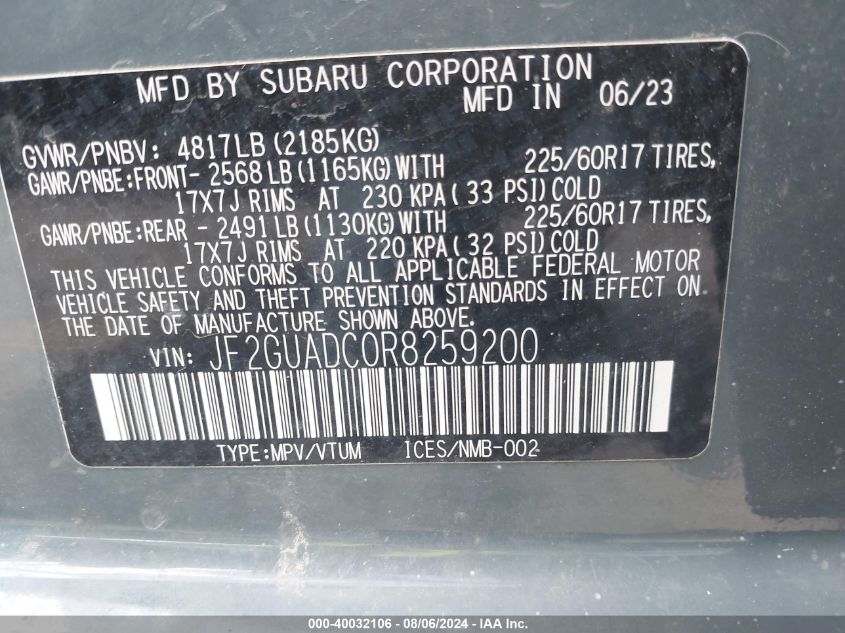 MFD BY SUBARU CORPORATION
MFD IN 06/23
GVWR/PNBV: 4817LB (2185KG)
GAWR/PNBE:FRONT- 2568 LB (1165KG) WITH 225/60R17 TIRES,
17X7J RIMS AT 230 KPA ( 33 PSI) COLD
GAWR/PNBE:REAR - 2491 LB (1130KG) WITH 225/60R17 TIRES,
17X7J RIMS AT 220 KPA ( 32 PSI) COLD
THIS VEHICLE CONFORMS TO ALL APPLICABLE FEDERAL MOTOR
VEHICLE SAFETY AND THEFT PREVENTION STANDARDS IN EFFECT ON
THE DATE OF MANUFACTURE SHOWN ABOVE.
VIN: JF2GUADC0R8259200
TYPE:MPV/VTUM ICES/NMB-002
000-40032106 - 08/06/2024 - IAA Inc.